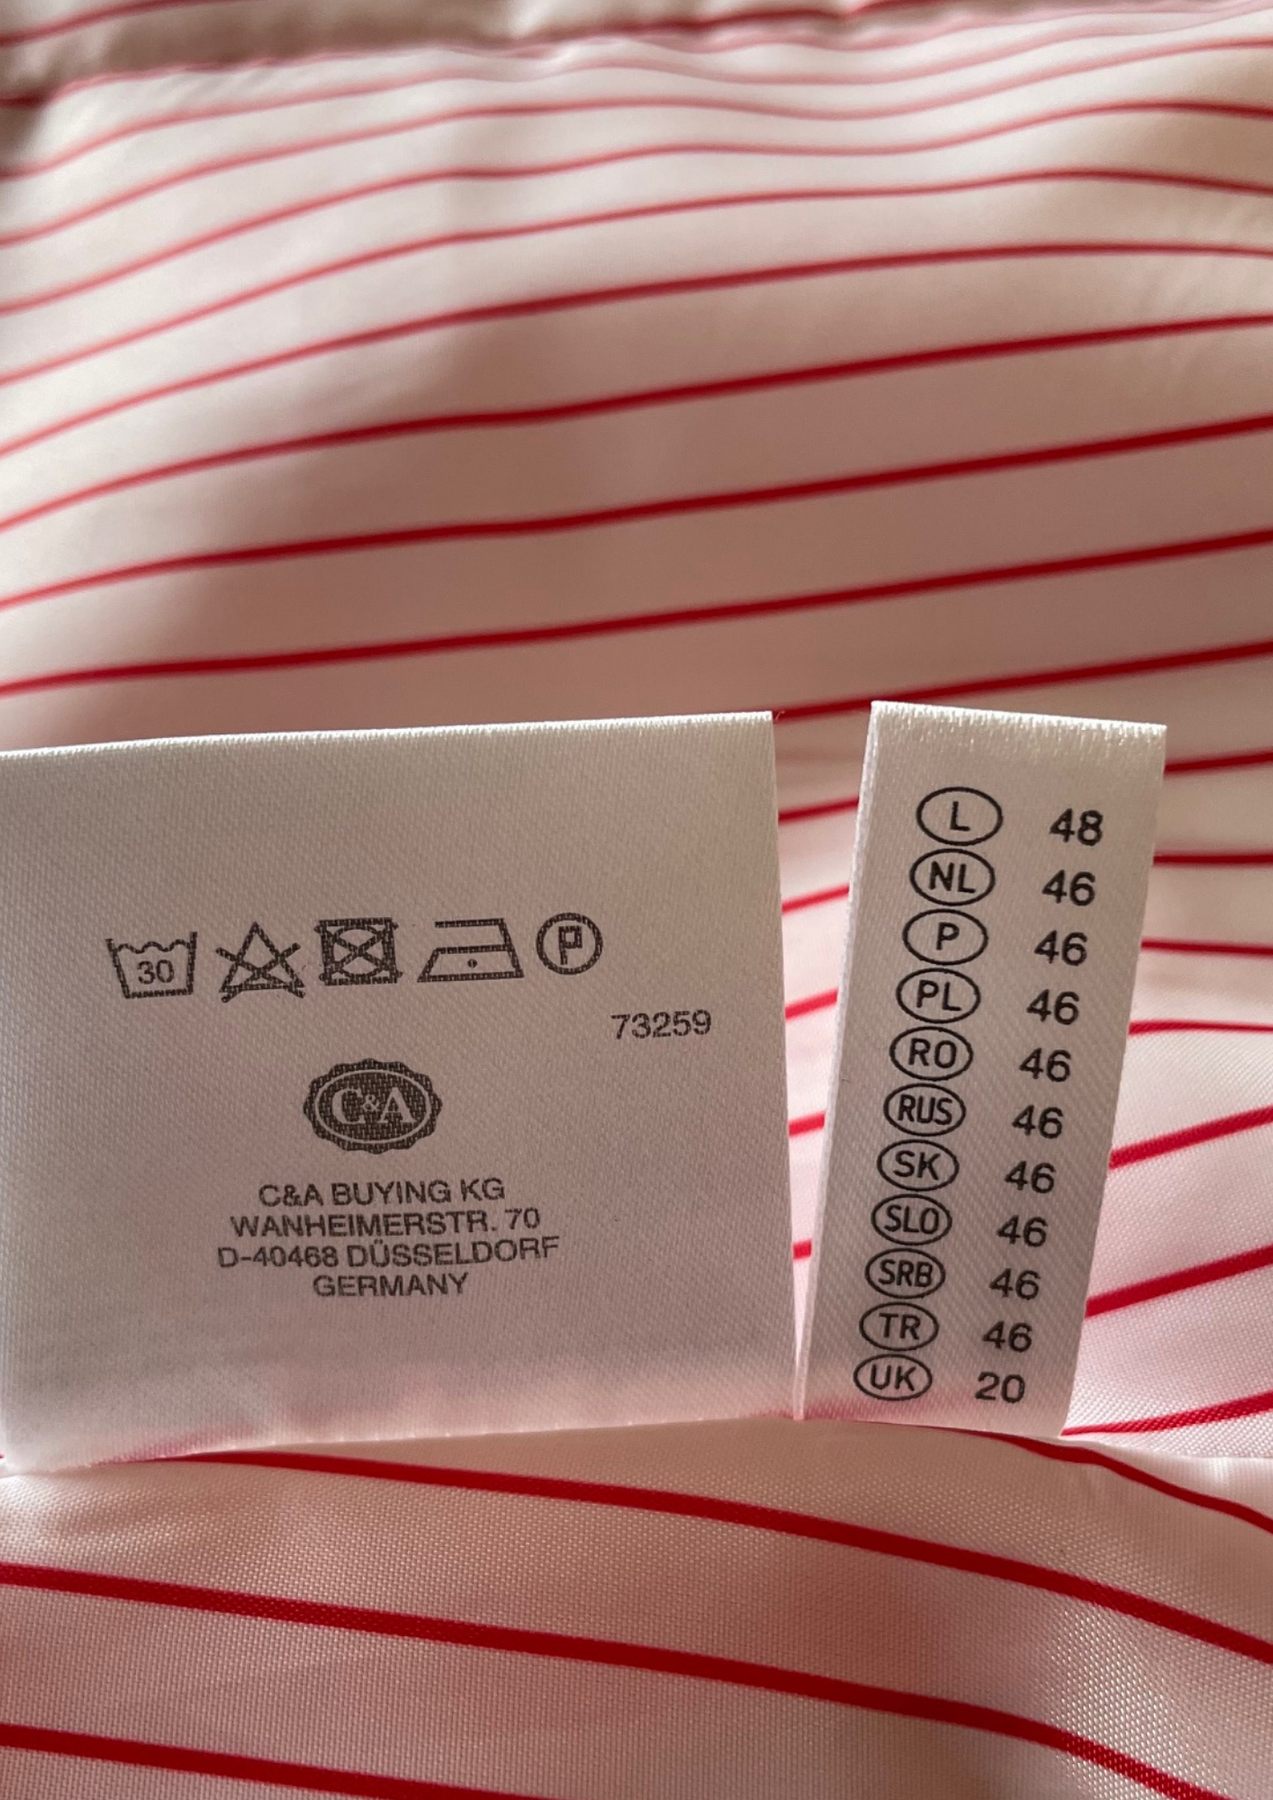 30 P
73259
C&A
C&A BUYING KG
WANHEIMERSTR. 70
D-40468 DÜSSELDORF
GERMANY
L 48
NL 46
P 46
PL 46
RO 46
RUS 46
SK 46
SLO 46
SRB 46
TR 46
UK 20